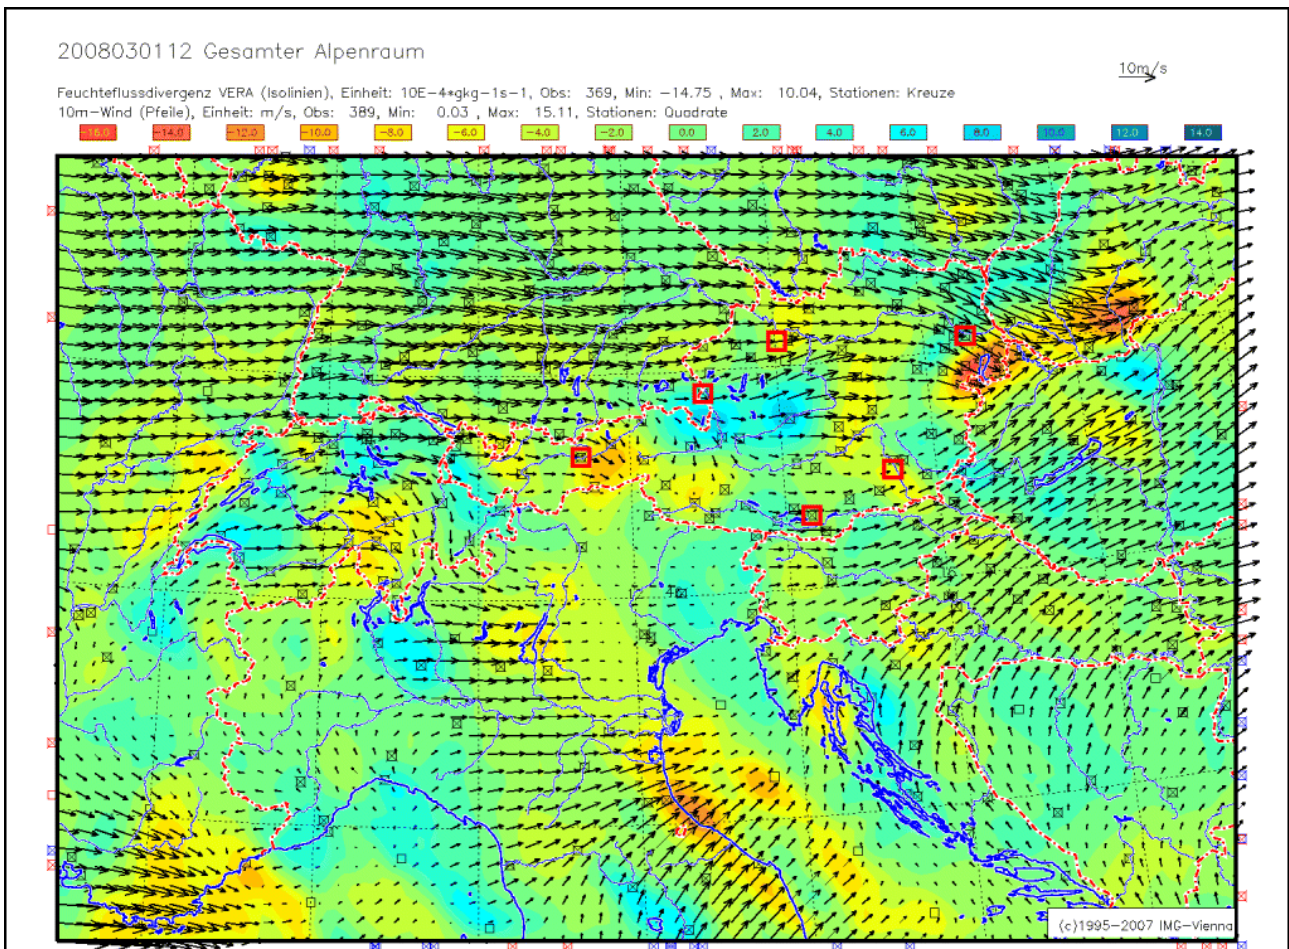 2008030112 Gesamter Alpenraum
10m/s
Feuchteflussdivergenz VERA (Isolinien), Einheit: 10E-4*gkg-1s-1, Obs: 369, Min: -14.75 , Max: 10.04, Stationen: Kreuze
10m-Wind (Pfeile), Einheit: m/s, Obs: 389, Min: 0.03 , Max: 15.11, Stationen: Quadrate
-16.0 -14.0 -12.0 -10.0 -8.0 -6.0 -4.0 -2.0 0.0 2.0 4.0 6.0 8.0 10.0 12.0 14.0
(c)1995-2007 IMG-Vienna